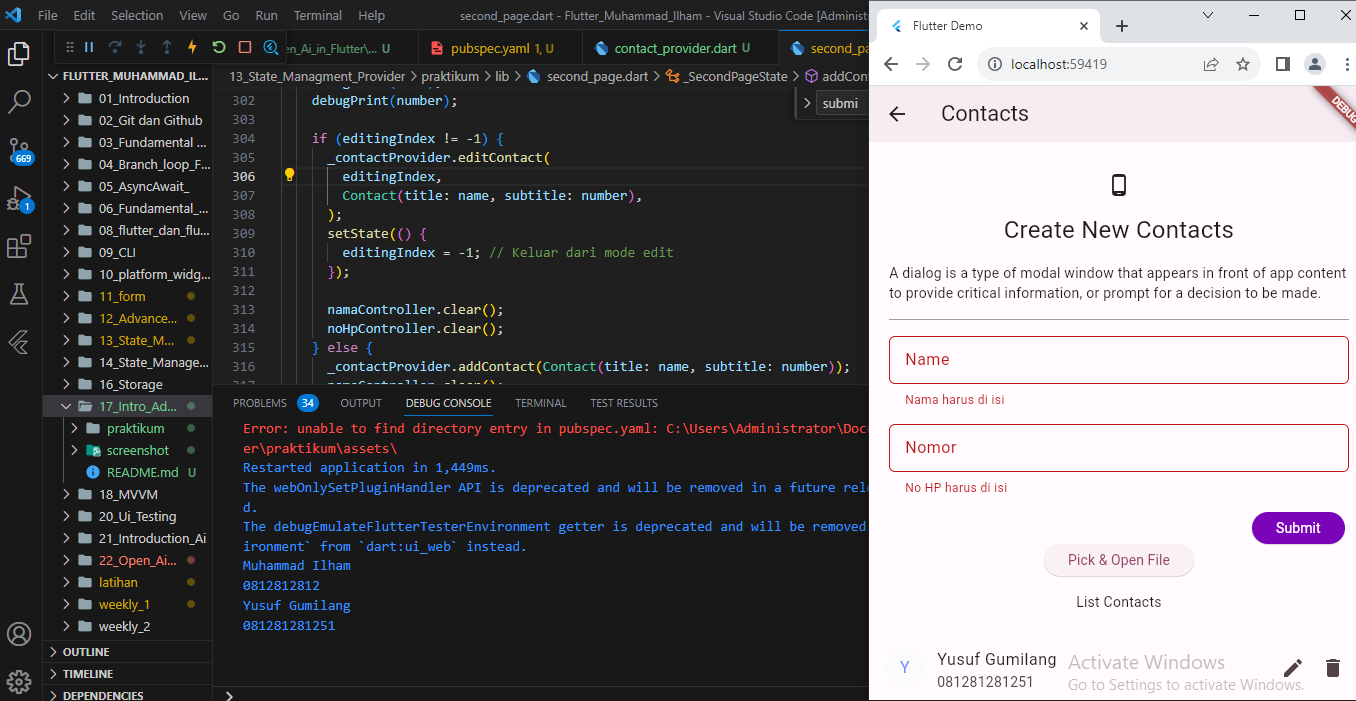 File Edit Selection View Go Run Terminal Help
second_page.dart - Flutter_Muhammad_Ilham - Visual Studio Code [Adminis
en_Ai_in_Flutter\... U
pubspec.yaml 1, U
contact_provider.dart U
second_pa
FLUTTER_MUHAMMAD_IL...
01_Introduction
02_Git dan Github
03_Fundamental ...
04_Branch_loop_F...
05_AsyncAwait_
06_Fundamental_...
08_flutter_dan_flu...
09_CLI
10_platform_widg...
11_form
12_Advance...
13_State_M...
14_State_Manage...
16_Storage
17_Intro_Ad...
praktikum
screenshot
README.md U
18_MVVM
20_Ui_Testing
21_Introduction_Ai
22_Open_Ai...
latihan
weekly_1
weekly_2
OUTLINE
TIMELINE
DEPENDENCIES
669
1
13_State_Managment_Provider > praktikum > lib > second_page.dart > _SecondPageState > addCon
submi
302 debugPrint(number);
303
304 if (editingIndex != -1) {
305 _contactProvider.editContact(
306 editingIndex,
307 Contact(title: name, subtitle: number),
308 );
309 setState(() {
310 editingIndex = -1; // Keluar dari mode edit
311 });
312
313 namaController.clear();
314 noHpController.clear();
315 } else {
316 _contactProvider.addContact(Contact(title: name, subtitle: number));
PROBLEMS 34 OUTPUT DEBUG CONSOLE TERMINAL TEST RESULTS
Error: unable to find directory entry in pubspec.yaml: C:\Users\Administrator\Doc
er\praktikum\assets\
Restarted application in 1,449ms.
The webOnlySetPluginHandler API is deprecated and will be removed in a future rel
d.
The debugEmulateFlutterTesterEnvironment getter is deprecated and will be removed
ironment` from `dart:ui_web` instead.
Muhammad Ilham
0812812812
Yusuf Gumilang
081281281251
Flutter Demo
localhost:59419
DEBUG
Contacts
Create New Contacts
A dialog is a type of modal window that appears in front of app content
to provide critical information, or prompt for a decision to be made.
Name
Nama harus di isi
Nomor
No HP harus di isi
Submit
Pick & Open File
List Contacts
Y
Yusuf Gumilang
081281281251
Activate Windows
Go to Settings to activate Windows.